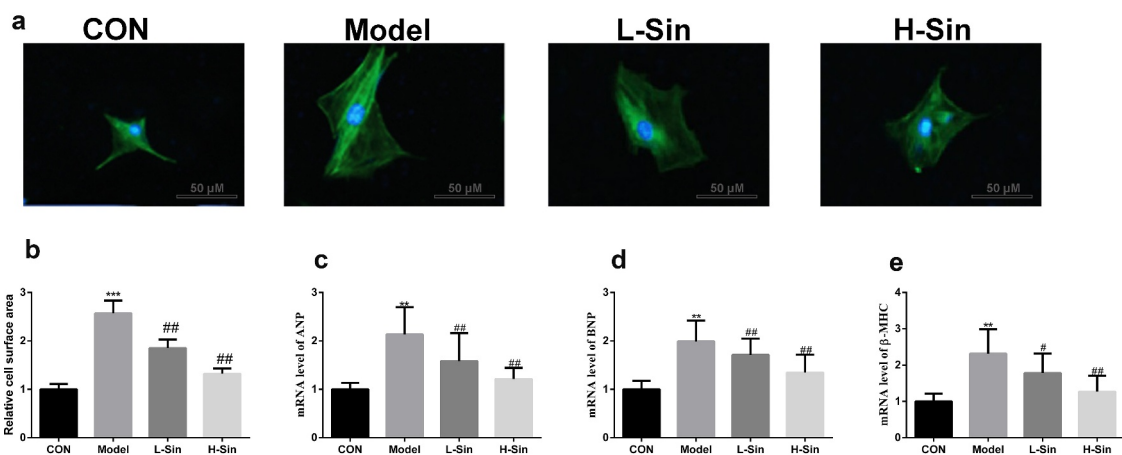 a
CON
Model
L-Sin
H-Sin
50 µM
50 µM
50 µM
50 µM
b
Relative cell surface area
3
2
1
0
***
##
##
CON
Model
L-Sin
H-Sin
c
mRNA level of ANP
3
2
1
0
**
##
##
CON
Model
L-Sin
H-Sin
d
mRNA level of BNP
3
2
1
0
**
##
##
CON
Model
L-Sin
H-Sin
e
mRNA level of β-MHC
4
3
2
1
0
**
#
##
CON
Model
L-Sin
H-Sin